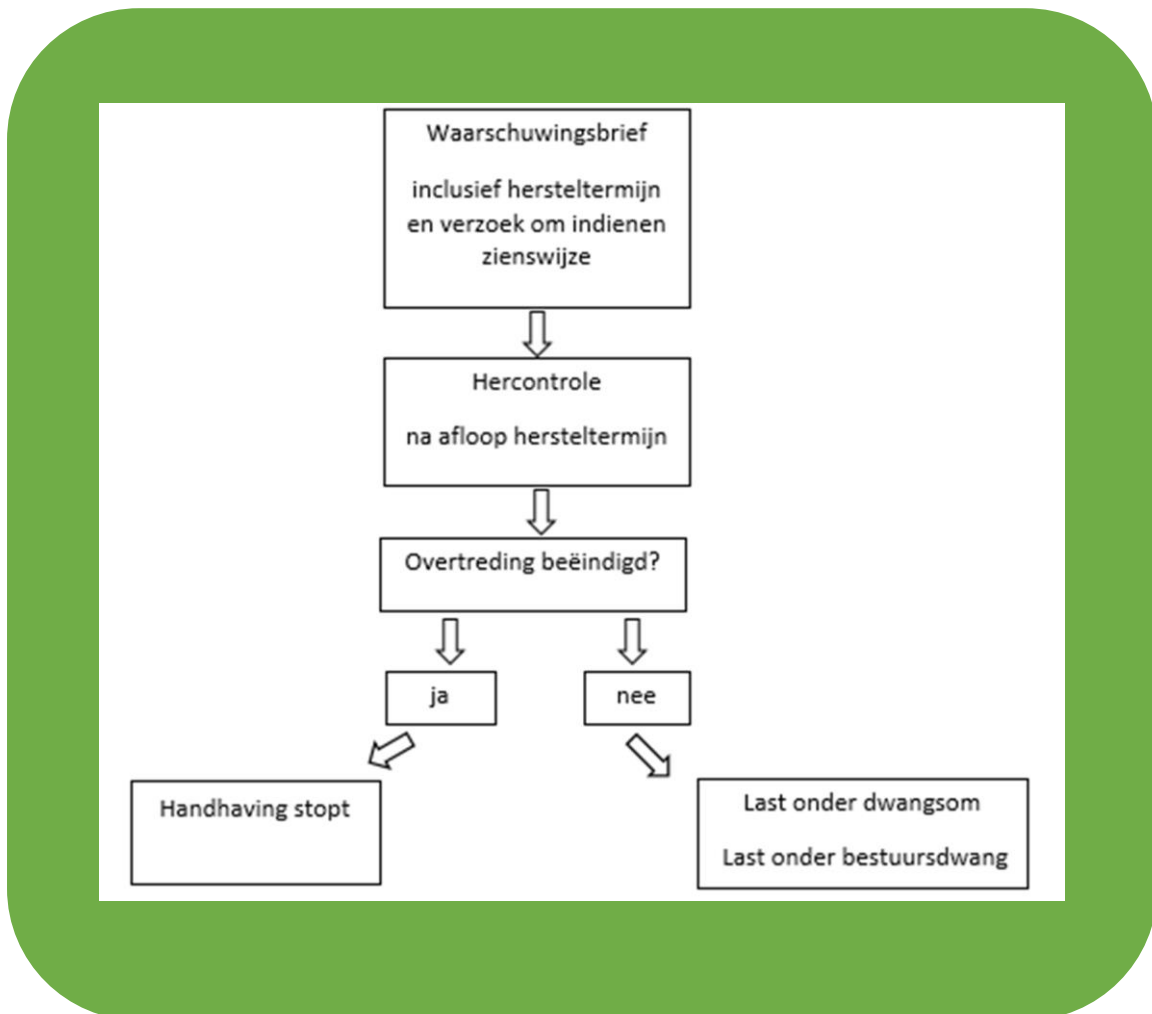 Waarschuwingsbrief
inclusief hersteltermijn
en verzoek om indienen
zienswijze
Hercontrole
na afloop hersteltermijn
Overtreding beëindigd?
ja
nee
Handhaving stopt
Last onder dwangsom
Last onder bestuursdwang